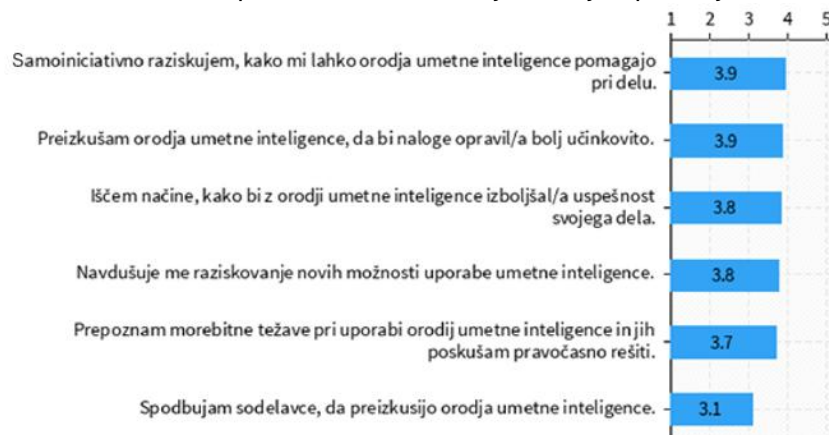 1 2 3 4 5
Samoiniciativno raziskujem, kako mi lahko orodja umetne inteligence pomagajo
pri delu.
3.9
Preizkušam orodja umetne inteligence, da bi naloge opravil/a bolj učinkovito.
3.9
Iščem načine, kako bi z orodji umetne inteligence izboljšal/a uspešnost
svojega dela.
3.8
Navdušuje me raziskovanje novih možnosti uporabe umetne inteligence.
3.8
Prepoznam morebitne težave pri uporabi orodij umetne inteligence in jih
poskušam pravočasno rešiti.
3.7
Spodbujam sodelavce, da preizkusijo orodja umetne inteligence.
3.1